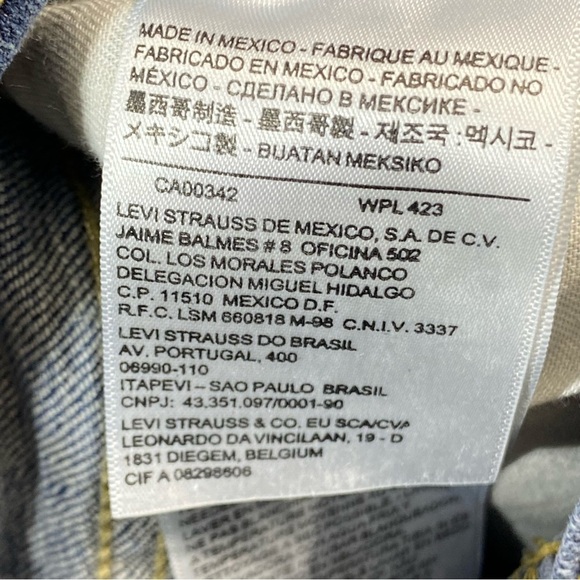 MADE IN MEXICO - FABRIQUE AU MEXIQUE -
FABRICADO EN MEXICO - FABRICADO NO
MÉXICO - СДЕЛАНО В МЕКСИКЕ -
墨西哥制造 - 墨西哥製 - 제조국 :멕시코 -
メキシコ製 - BUATAN MEKSIKO
CA00342 WPL 423
LEVI STRAUSS DE MEXICO, S.A. DE C.V.
JAIME BALMES # 8 OFICINA 502
COL. LOS MORALES POLANCO
DELEGACION MIGUEL HIDALGO
C.P. 11510 MEXICO D.F.
R.F.C. LSM 660818 M-98 C.N.I.V. 3337
LEVI STRAUSS DO BRASIL
AV. PORTUGAL, 400
06990-110
ITAPEVI – SAO PAULO BRASIL
CNPJ: 43.351.097/0001-90
LEVI STRAUSS & CO. EU SCA/CVA
LEONARDO DA VINCILAAN, 19 - D
1831 DIEGEM, BELGIUM
CIF A 08298606